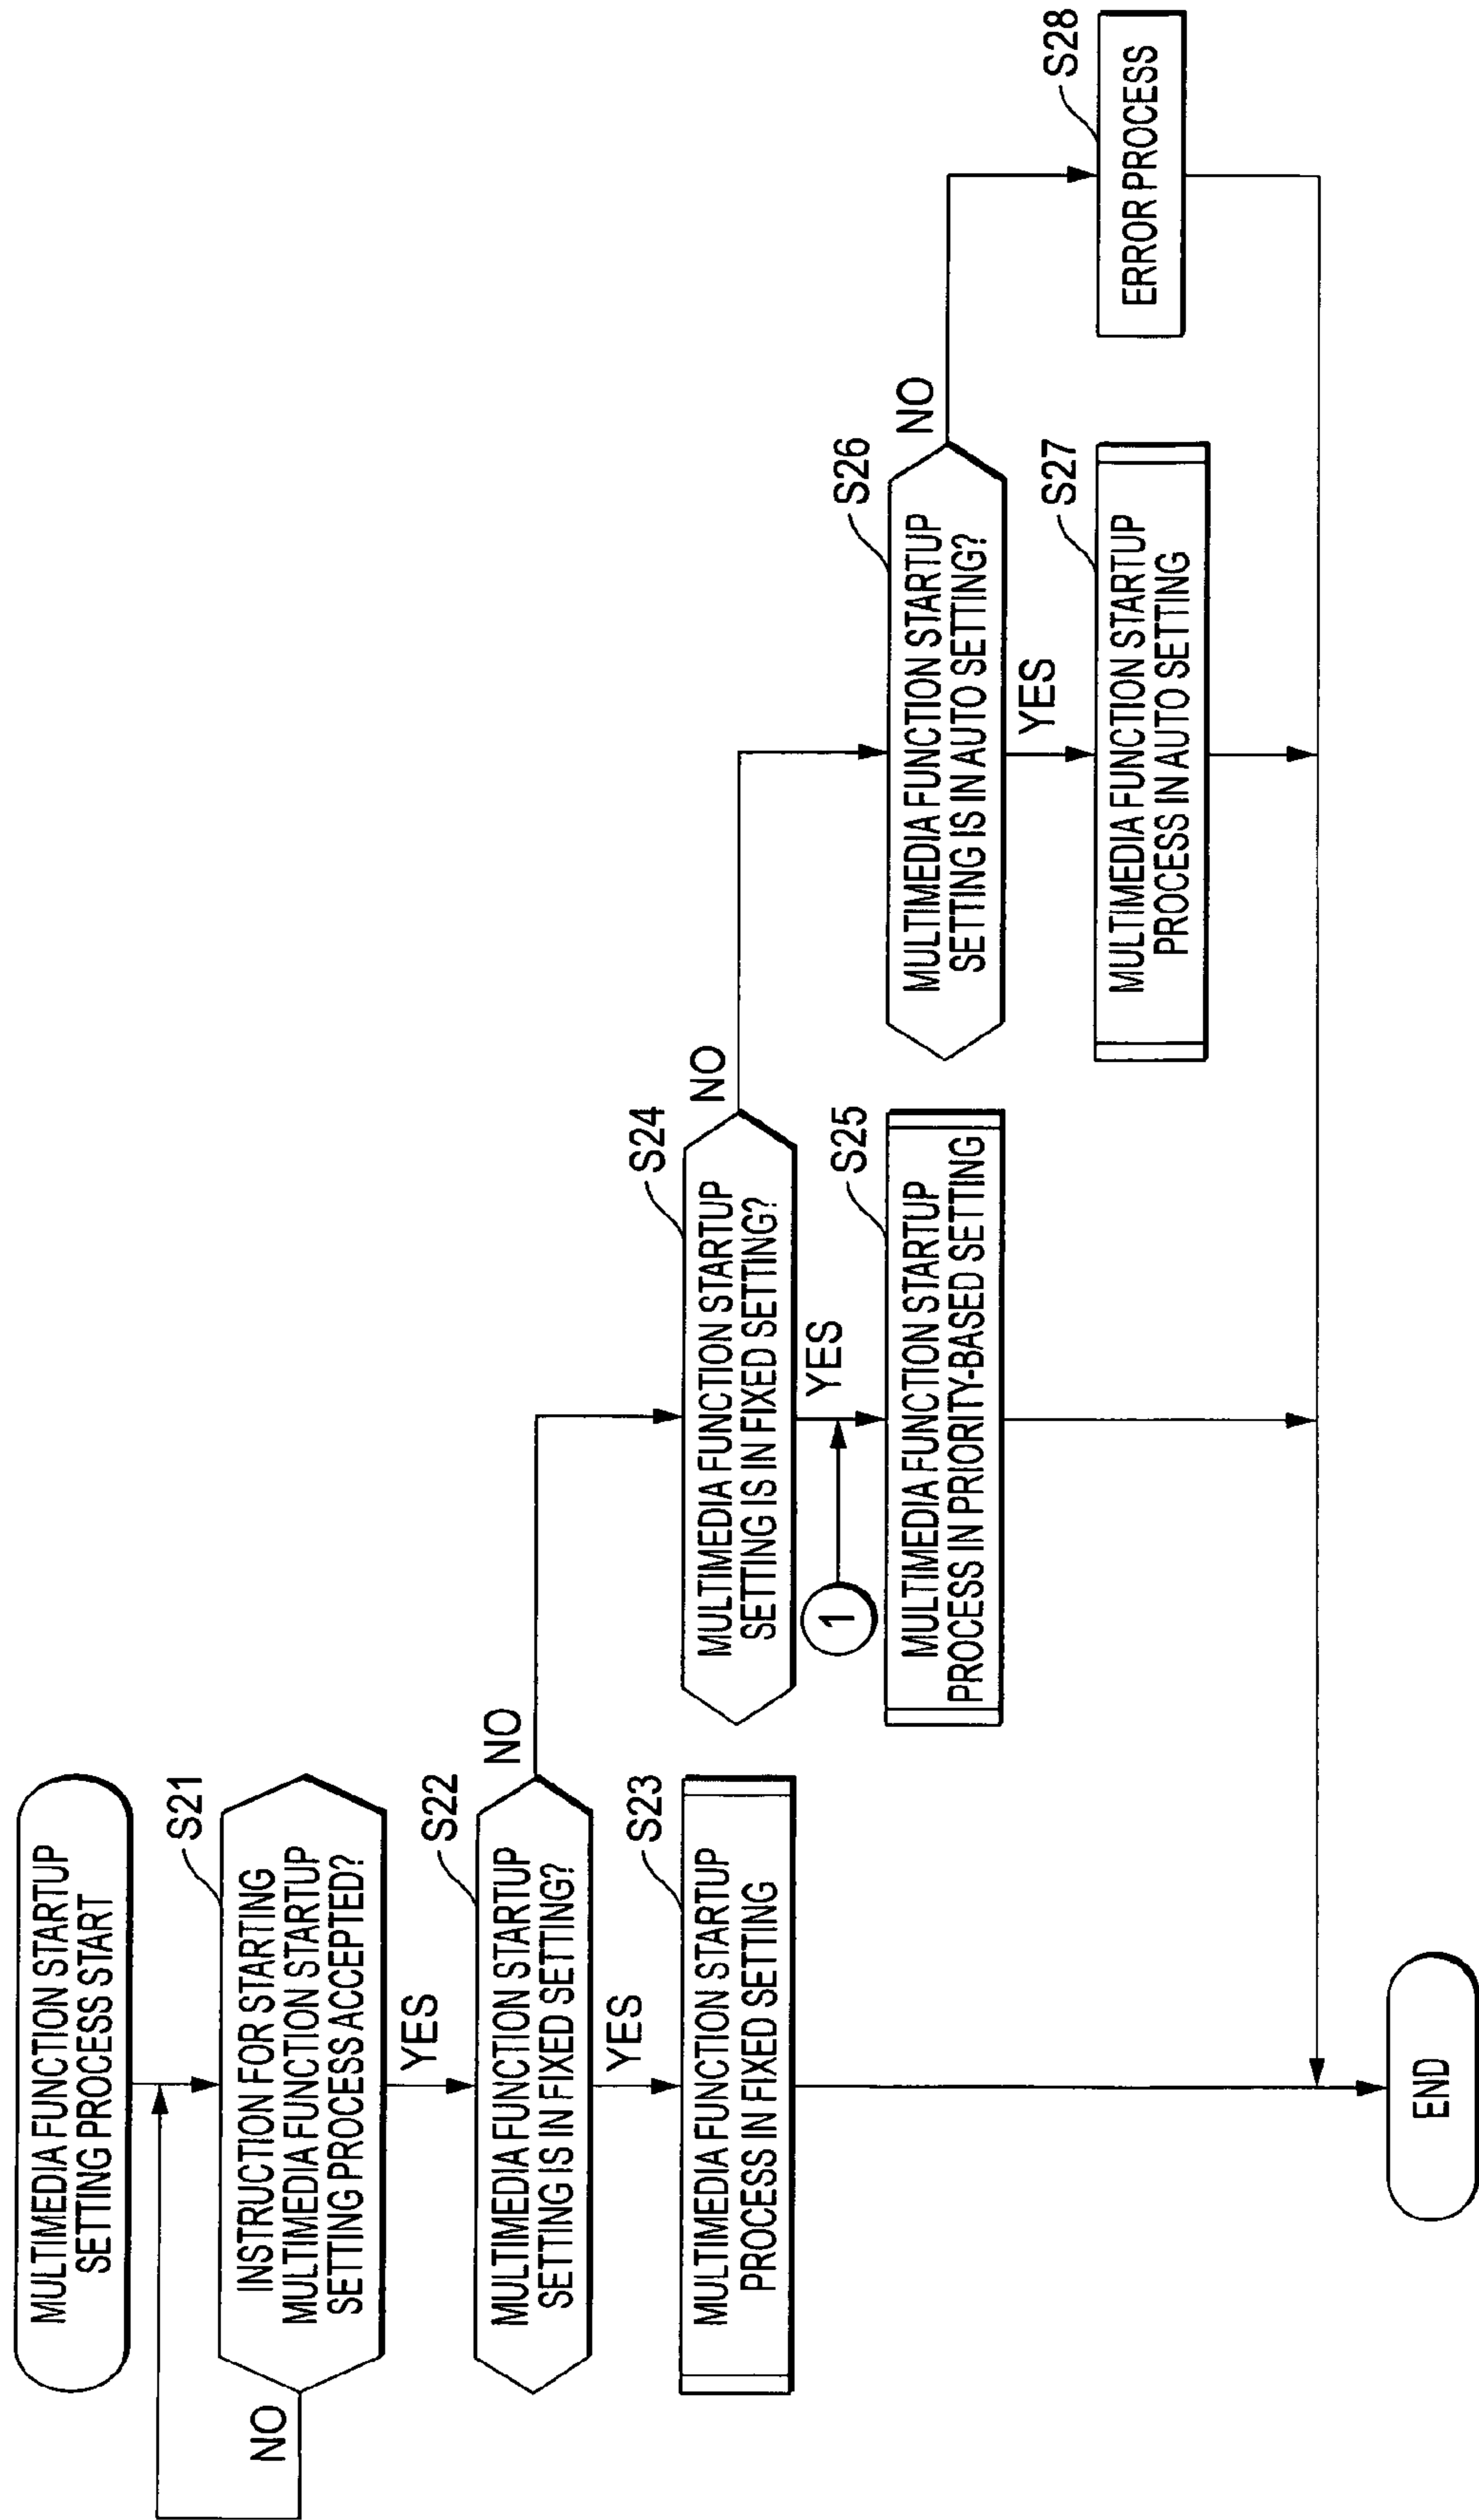 MULTIMEDIA FUNCTION STARTUP
SETTING PROCESS START
S21
INSTRUCTION FOR STARTING
MULTIMEDIA FUNCTION STARTUP
SETTING PROCESS ACCEPTED?
NO
YES
S22
MULTIMEDIA FUNCTION STARTUP
SETTING IS IN FIXED SETTING?
NO
YES
S23
MULTIMEDIA FUNCTION STARTUP
PROCESS IN FIXED SETTING
S24
MULTIMEDIA FUNCTION STARTUP
SETTING IS IN FIXED SETTING?
NO
YES
1
S25
MULTIMEDIA FUNCTION STARTUP
PROCESS IN PRIORITY-BASED SETTING
S26
MULTIMEDIA FUNCTION STARTUP
SETTING IS IN AUTO SETTING?
NO
YES
S27
MULTIMEDIA FUNCTION STARTUP
PROCESS IN AUTO SETTING
S28
ERROR PROCESS
END